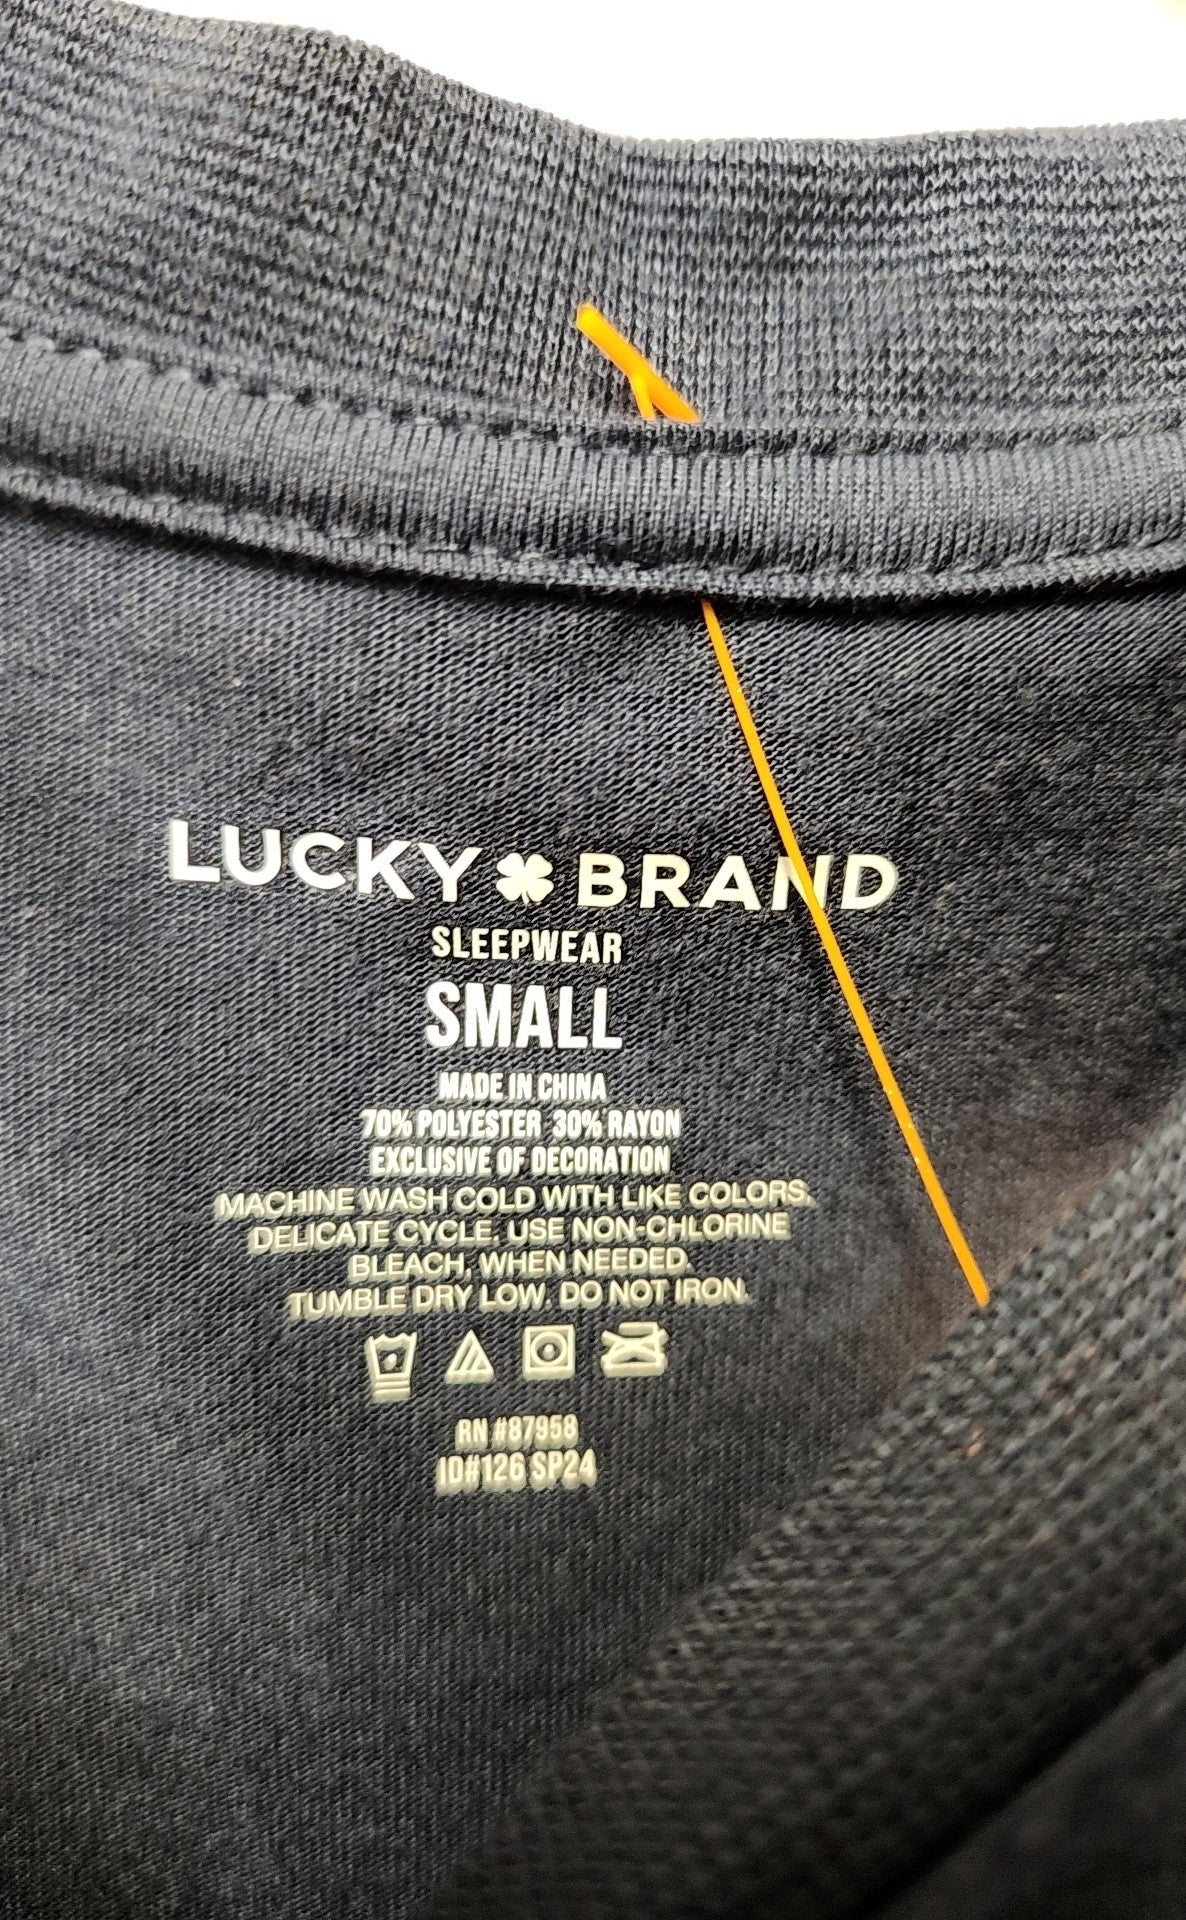 LUCKY BRAND
SLEEPWEAR
SMALL
MADE IN CHINA
70% POLYESTER 30% RAYON
EXCLUSIVE OF DECORATION
MACHINE WASH COLD WITH LIKE COLORS.
DELICATE CYCLE. USE NON-CHLORINE
BLEACH, WHEN NEEDED.
TUMBLE DRY LOW. DO NOT IRON.
RN #87958
ID#126 SP24